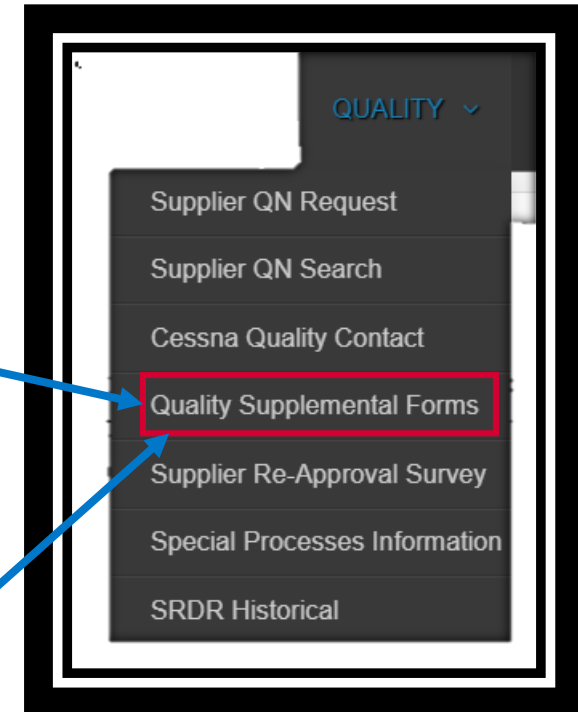 QUALITY
Supplier QN Request
Supplier QN Search
Cessna Quality Contact
Quality Supplemental Forms
Supplier Re-Approval Survey
Special Processes Information
SRDR Historical